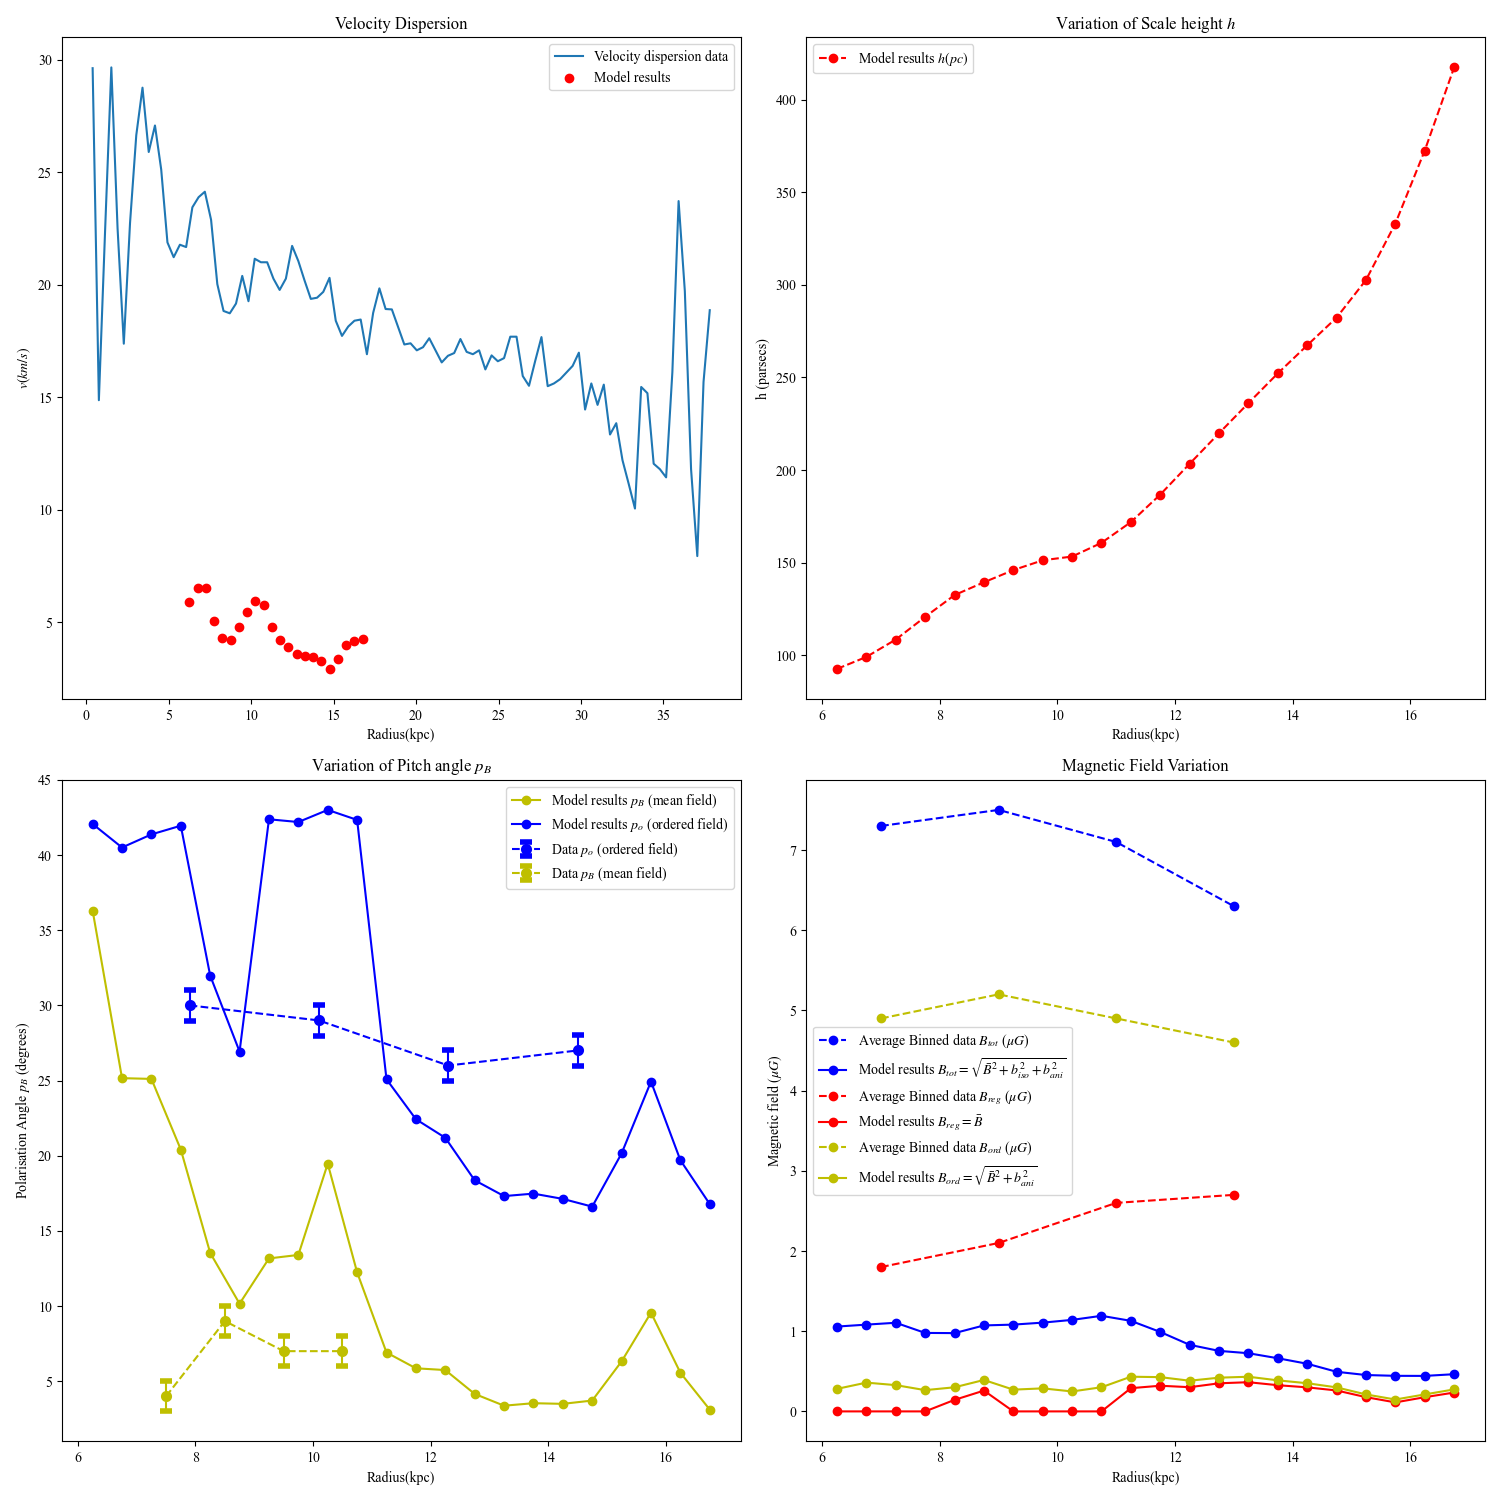 Velocity Dispersion
30
25
20
15
10
5
v(km/s)
Velocity dispersion data
Model results
0 5 10 15 20 25 30 35
Radius(kpc)
Variation of Scale height h
400
350
300
250
200
150
100
h (parsecs)
Model results h(pc)
6 8 10 12 14 16
Radius(kpc)
Variation of Pitch angle p_B
45
40
35
30
25
20
15
10
5
Polarisation Angle p_B (degrees)
Model results p_B (mean field)
Model results p_o (ordered field)
Data p_o (ordered field)
Data p_B (mean field)
6 8 10 12 14 16
Radius(kpc)
Magnetic Field Variation
7
6
5
4
3
2
1
0
Magnetic field (μG)
Average Binned data B_tot (μG)
Model results B_tot = √(B̄² + b²_iso + b²_ani)
Average Binned data B_reg (μG)
Model results B_reg = B̄
Average Binned data B_ord (μG)
Model results B_ord = √(B̄² + b²_ani)
6 8 10 12 14 16
Radius(kpc)